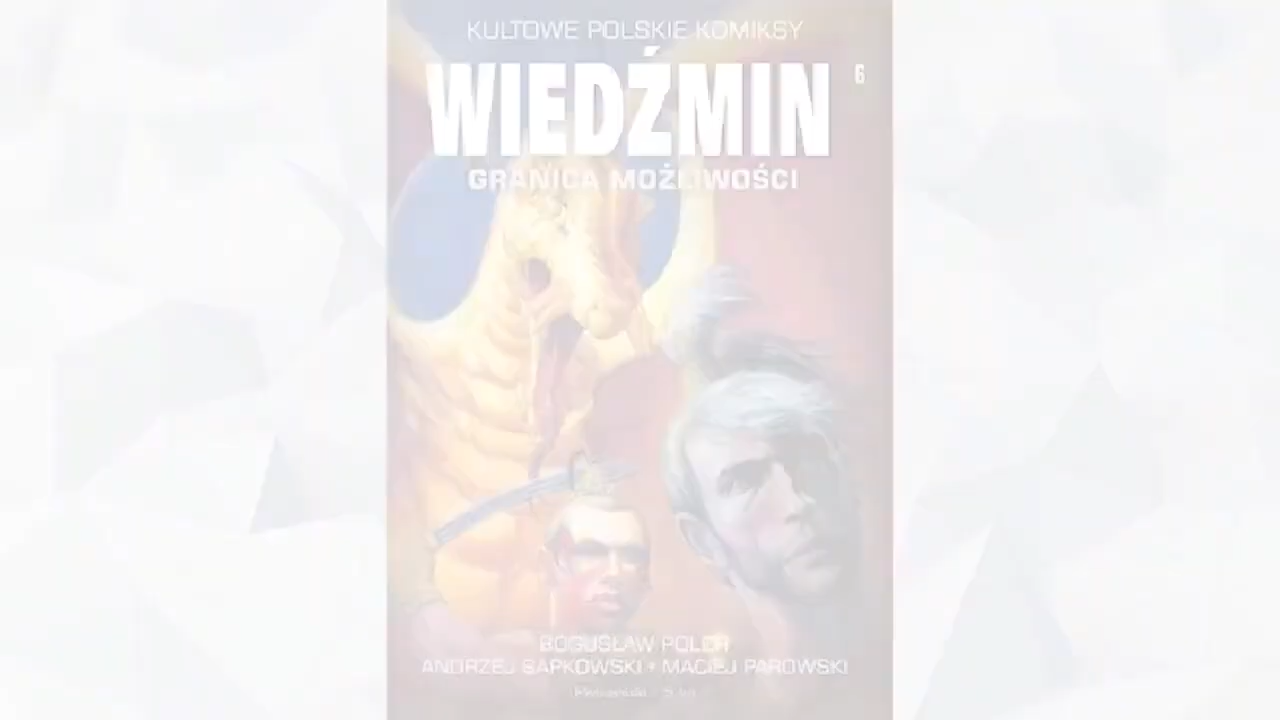 KULTOWE POLSKIE KOMIKSY
WIEDŹMIN
6
GRANICA MOŻLIWOŚCI
BOGUSŁAW POLCH
ANDRZEJ SAPKOWSKI • MACIEJ PAROWSKI